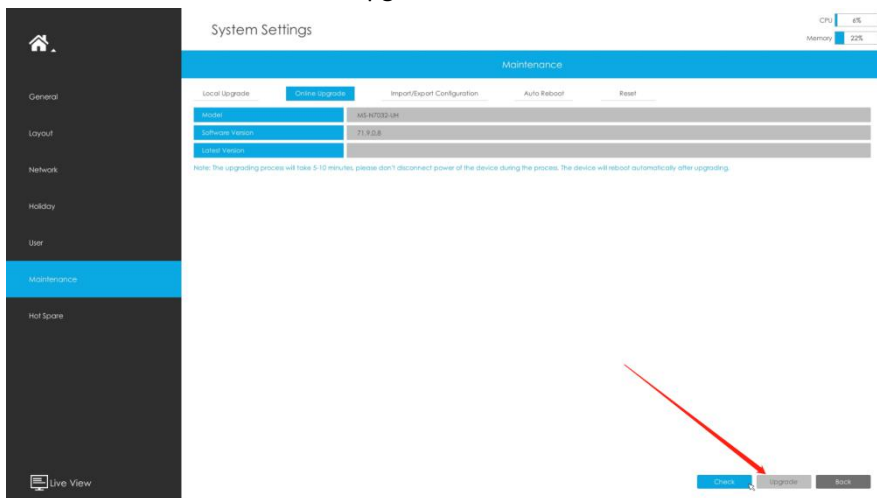 System Settings
CPU 6%
Memory 22%
Maintenance
General
Layout
Network
Holiday
User
Maintenance
Hot Spare
Live View
Local Upgrade Online Upgrade Import/Export Configuration Auto Reboot Reset
Model MS-N7032-UH
Software Version 71.9.0.8
Latest Version
Note: The upgrading process will take 5-10 minutes, please don't disconnect power of the device during the process. The device will reboot automatically after upgrading.
Check Upgrade Back